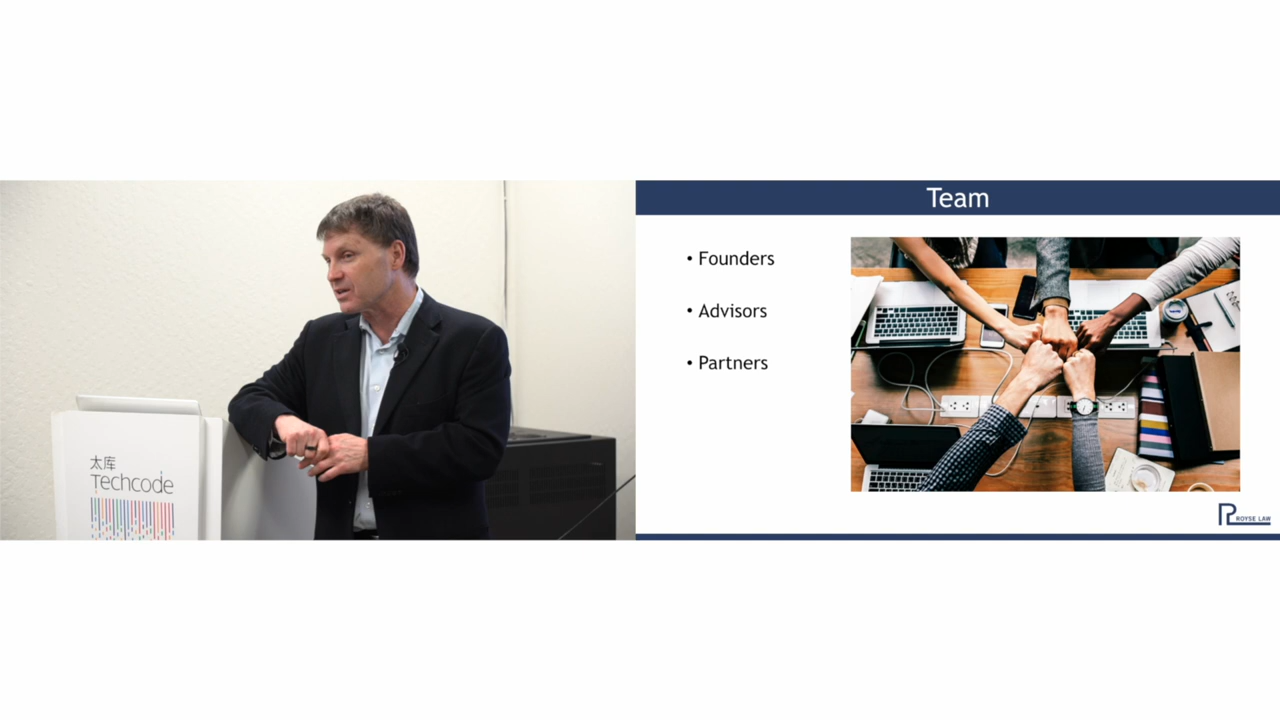 太库
Techcode
Team
• Founders
• Advisors
• Partners
ROYSE LAW